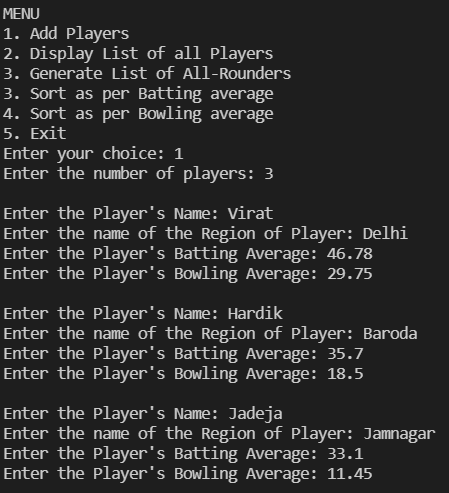 MENU
1. Add Players
2. Display List of all Players
3. Generate List of All-Rounders
3. Sort as per Batting average
4. Sort as per Bowling average
5. Exit
Enter your choice: 1
Enter the number of players: 3
Enter the Player's Name: Virat
Enter the name of the Region of Player: Delhi
Enter the Player's Batting Average: 46.78
Enter the Player's Bowling Average: 29.75
Enter the Player's Name: Hardik
Enter the name of the Region of Player: Baroda
Enter the Player's Batting Average: 35.7
Enter the Player's Bowling Average: 18.5
Enter the Player's Name: Jadeja
Enter the name of the Region of Player: Jamnagar
Enter the Player's Batting Average: 33.1
Enter the Player's Bowling Average: 11.45